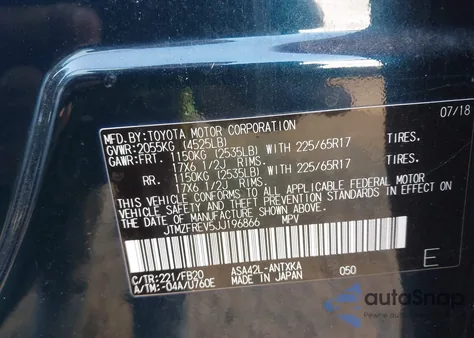 07/18
MFD. BY: TOYOTA MOTOR CORPORATION
GVWR: 2055KG (4525LB)
GAWR: FRT. 1150KG (2535LB) WITH 225/65R17 TIRES.
17X6 1/2J RIMS.
RR. 1150KG (2535LB) WITH 225/65R17 TIRES.
17X6 1/2J RIMS.
THIS VEHICLE CONFORMS TO ALL APPLICABLE FEDERAL MOTOR
VEHICLE SAFETY AND THEFT PREVENTION STANDARDS IN EFFECT ON
THE DATE OF MANUFACTURE SHOWN ABOVE.
JTMZFREV5JJ196866 MPV
C/TR: 221/FB20 ASA42L-ANTXKA 050 E
A/TM: -04A/U760E MADE IN JAPAN
autoSnap